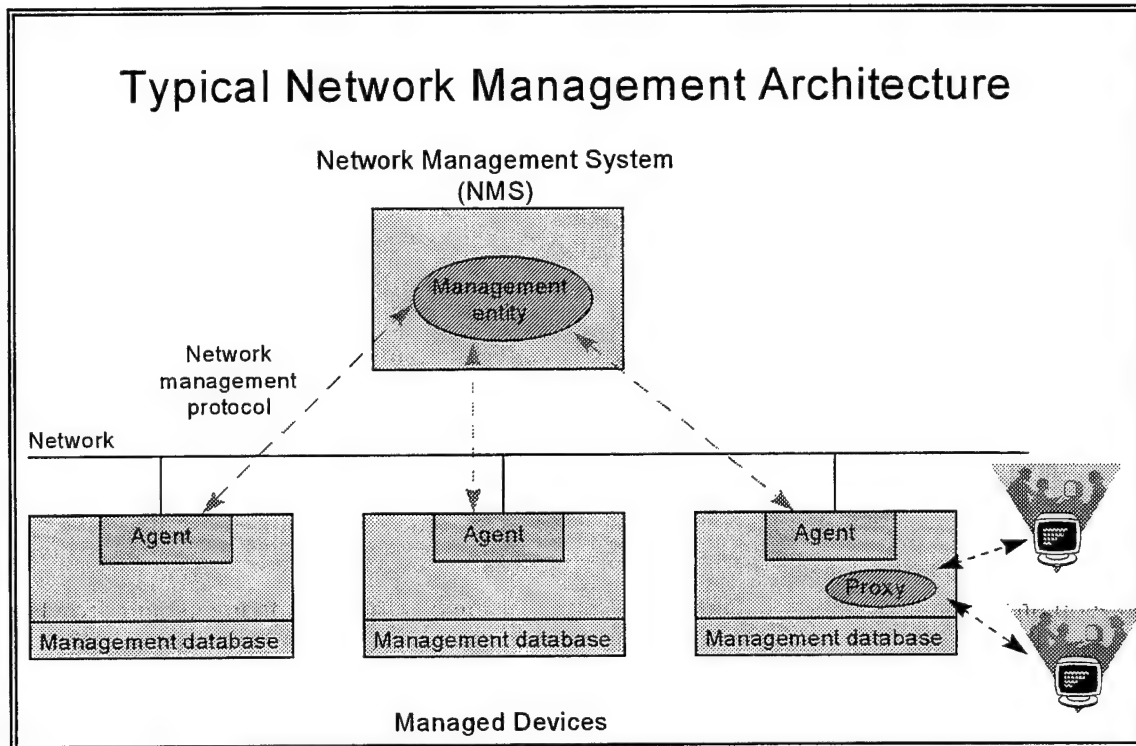 Typical Network Management Architecture
Network Management System
(NMS)
Management
entity
Network
management
protocol
Network
Agent
Agent
Agent
Proxy
Management database
Management database
Management database
Managed Devices